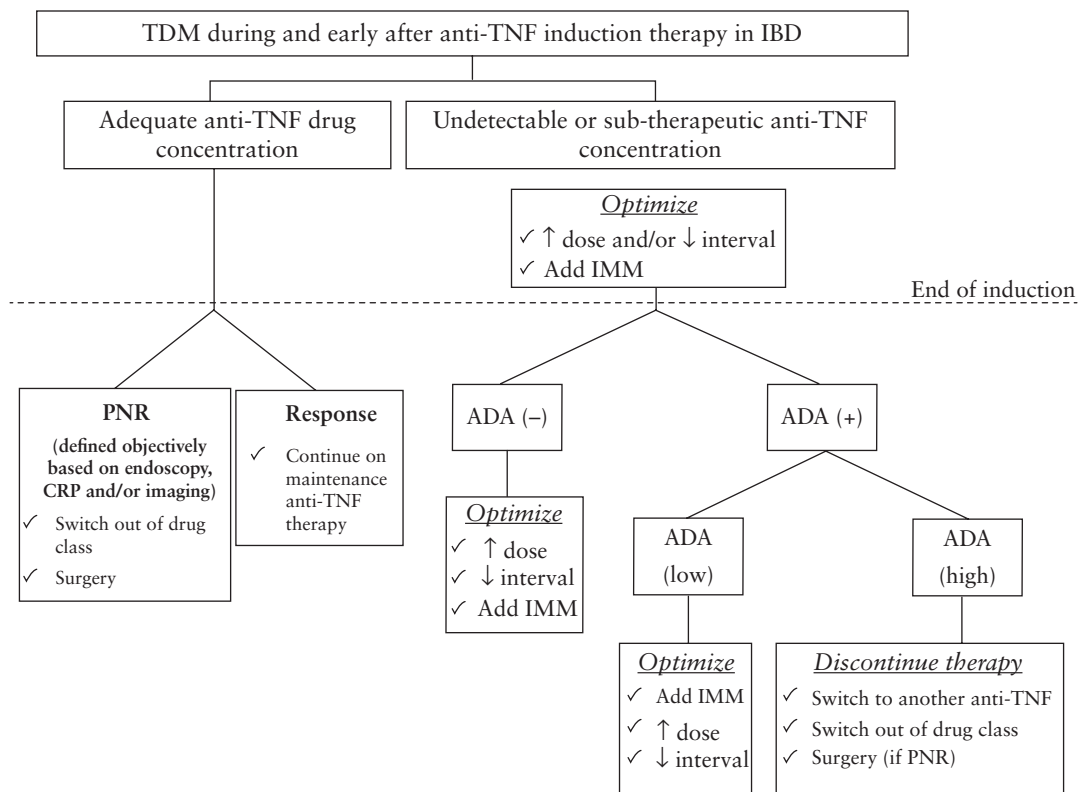 TDM during and early after anti-TNF induction therapy in IBD
Adequate anti-TNF drug
concentration
Undetectable or sub-therapeutic anti-TNF
concentration
Optimize
✓ ↑ dose and/or ↓ interval
✓ Add IMM
End of induction
PNR
(defined objectively
based on endoscopy,
CRP and/or imaging)
✓ Switch out of drug
class
✓ Surgery
Response
✓ Continue on
maintenance
anti-TNF
therapy
ADA (–)
Optimize
✓ ↑ dose
✓ ↓ interval
✓ Add IMM
ADA (+)
ADA
(low)
Optimize
✓ Add IMM
✓ ↑ dose
✓ ↓ interval
ADA
(high)
Discontinue therapy
✓ Switch to another anti-TNF
✓ Switch out of drug class
✓ Surgery (if PNR)